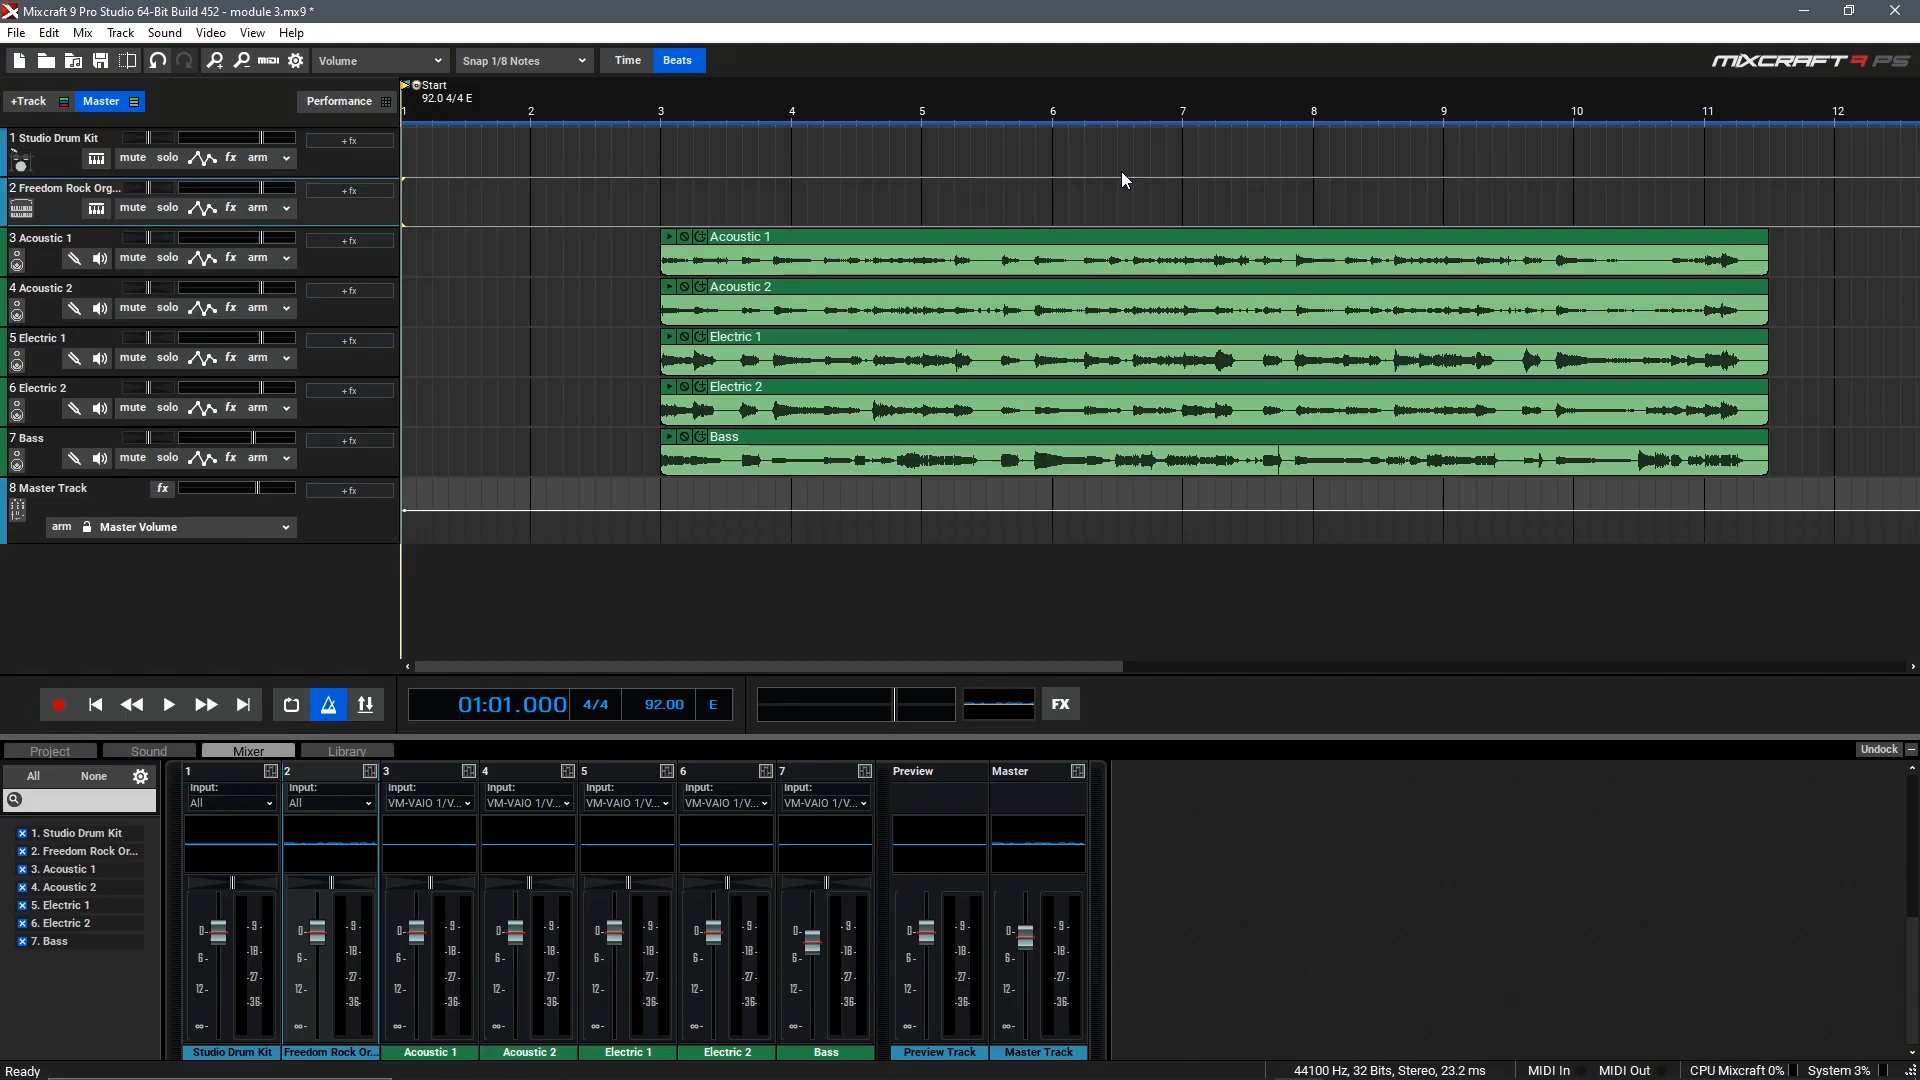 Mixcraft 9 Pro Studio 64-Bit Build 452 - module 3.mx9 *
File Edit Mix Track Sound Video View Help
MIDI Volume Snap 1/8 Notes Time Beats MIXCRAFT 9 PS
+Track Master Performance
Start
92.0 4/4 E
1 2 3 4 5 6 7 8 9 10 11 12
1 Studio Drum Kit +fx
mute solo fx arm
2 Freedom Rock Org... +fx
mute solo fx arm
3 Acoustic 1 +fx Acoustic 1
mute solo fx arm
4 Acoustic 2 +fx Acoustic 2
mute solo fx arm
5 Electric 1 +fx Electric 1
mute solo fx arm
6 Electric 2 +fx Electric 2
mute solo fx arm
7 Bass +fx Bass
mute solo fx arm
8 Master Track fx +fx
arm Master Volume
01:01.000 4/4 92.00 E FX
Project Sound Mixer Library Undock
All None
1. Studio Drum Kit
2. Freedom Rock Or...
3. Acoustic 1
4. Acoustic 2
5. Electric 1
6. Electric 2
7. Bass
1 2 3 4 5 6 7 Preview Master
Input: Input: Input: Input: Input: Input: Input:
All All VM-VAIO 1/V... VM-VAIO 1/V... VM-VAIO 1/V... VM-VAIO 1/V... VM-VAIO 1/V...
0- -9- 0- -9- 0- -9- 0- -9- 0- -9- 0- -9- 0- -9- 0- -9- 0- -9-
6- -18- 6- -18- 6- -18- 6- -18- 6- -18- 6- -18- 6- -18- 6- -18- 6- -18-
12- -27- 12- -27- 12- -27- 12- -27- 12- -27- 12- -27- 12- -27- 12- -27- 12- -27-
-36- -36- -36- -36- -36- -36- -36- -36- -36-
∞- ∞- ∞- ∞- ∞- ∞- ∞- ∞- ∞-
Studio Drum Kit Freedom Rock Or... Acoustic 1 Acoustic 2 Electric 1 Electric 2 Bass Preview Track Master Track
Ready 44100 Hz, 32 Bits, Stereo, 23.2 ms MIDI In MIDI Out CPU Mixcraft 0% System 3%